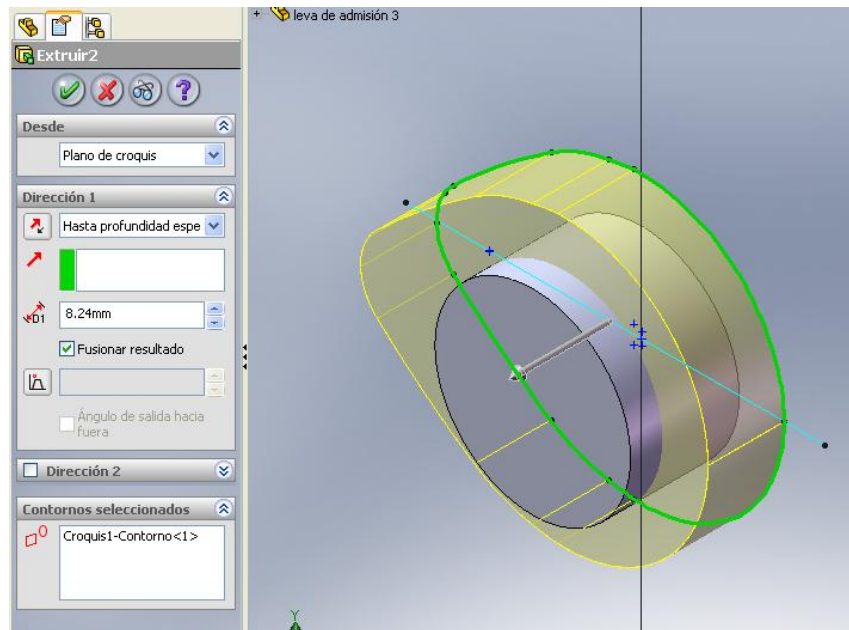 leva de admisión 3
Extruir2
?
Desde
Plano de croquis
Dirección 1
Hasta profundidad espe
D1
8.24mm
Fusionar resultado
Ángulo de salida hacia
fuera
Dirección 2
Contornos seleccionados
Croquis1-Contorno<1>
Y